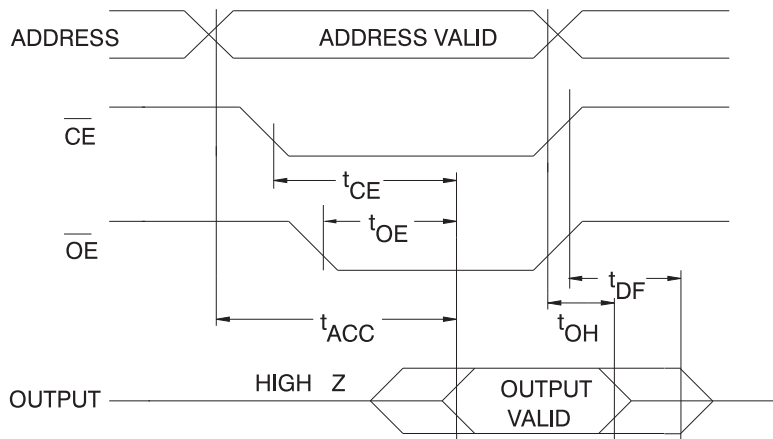 ADDRESS
ADDRESS VALID
CE
tCE
OE
tOE
tDF
tACC
tOH
HIGH Z
OUTPUT
OUTPUT
VALID